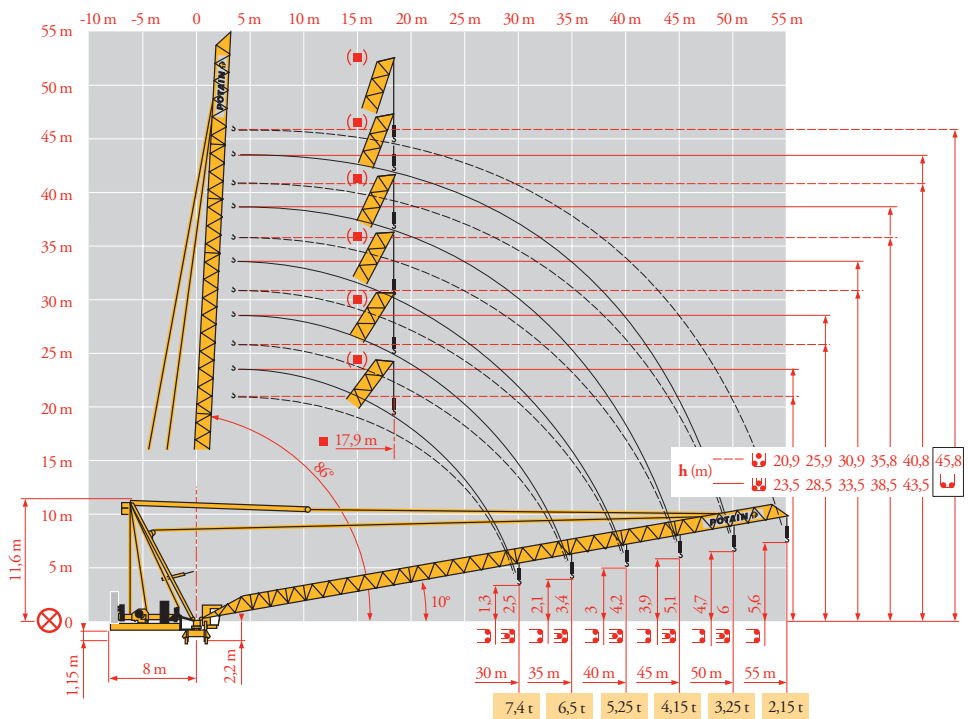 -10 m -5 m 0 5 m 10 m 15 m 17,9 m 20 m 25 m 30 m 35 m 40 m 45 m 50 m 55 m
55 m
50 m
45 m
40 m
35 m
30 m
25 m
20 m
15 m
10 m
5 m
0
POTAIN
17,9 m
86°
h (m)
20,9 25,9 30,9 35,8 40,8 45,8
23,5 28,5 33,5 38,5 43,5
POTAIN
11,6 m
10°
1,3 2,5 2,1 3,4 3 4,2 3,9 5,1 4,7 6 5,6
1,15 m
8 m
2,2 m
30 m 35 m 40 m 45 m 50 m 55 m
7,4 t 6,5 t 5,25 t 4,15 t 3,25 t 2,15 t